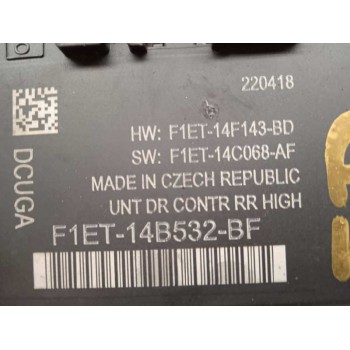 220418
HW: F1ET-14F143-BD
SW: F1ET-14C068-AF
MADE IN CZECH REPUBLIC
UNT DR CONTR RR HIGH
F1ET-14B532-BF
DCUGA